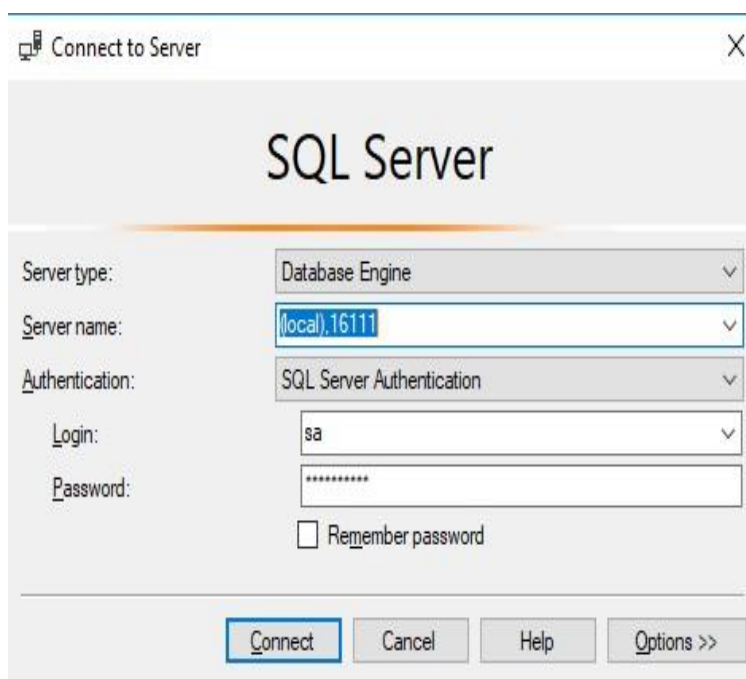 Connect to Server
SQL Server
Server type: Database Engine
Server name: (local),16111
Authentication: SQL Server Authentication
Login: sa
Password: **********
Remember password
Connect Cancel Help Options >>